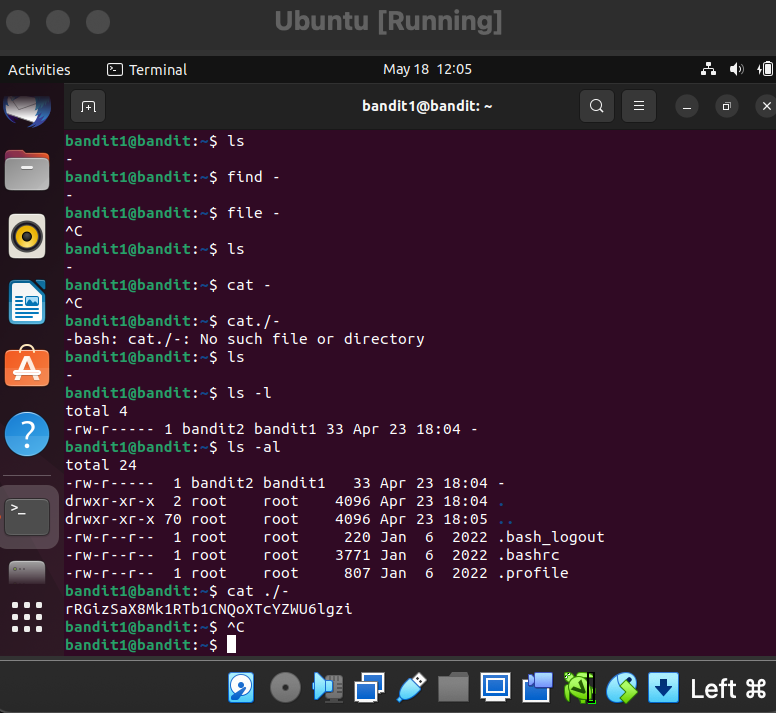 Ubuntu [Running]
Activities Terminal May 18 12:05
bandit1@bandit: ~
bandit1@bandit:~$ ls
-
bandit1@bandit:~$ find -
-
bandit1@bandit:~$ file -
^C
bandit1@bandit:~$ ls
-
bandit1@bandit:~$ cat -
^C
bandit1@bandit:~$ cat./-
-bash: cat./-: No such file or directory
bandit1@bandit:~$ ls
-
bandit1@bandit:~$ ls -l
total 4
-rw-r----- 1 bandit2 bandit1 33 Apr 23 18:04 -
bandit1@bandit:~$ ls -al
total 24
-rw-r-----  1 bandit2 bandit1   33 Apr 23 18:04 -
drwxr-xr-x  2 root    root    4096 Apr 23 18:04 .
drwxr-xr-x 70 root    root    4096 Apr 23 18:05 ..
-rw-r--r--  1 root    root     220 Jan  6  2022 .bash_logout
-rw-r--r--  1 root    root    3771 Jan  6  2022 .bashrc
-rw-r--r--  1 root    root     807 Jan  6  2022 .profile
bandit1@bandit:~$ cat ./-
rRGizSaX8Mk1RTb1CNQoXTcYZWU6lgzi
bandit1@bandit:~$ ^C
bandit1@bandit:~$
Left ⌘